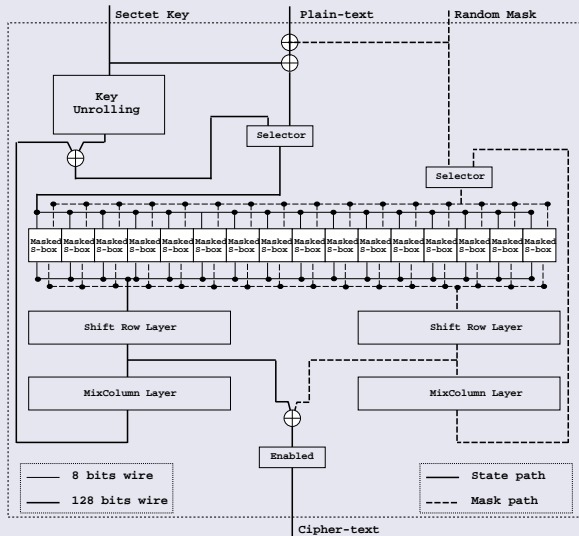 Sectet Key Plain-text Random Mask
Key
Unrolling
Selector
Selector
Masked Masked Masked Masked Masked Masked Masked Masked Masked Masked Masked Masked Masked Masked Masked Masked
S-box S-box S-box S-box S-box S-box S-box S-box S-box S-box S-box S-box S-box S-box S-box S-box
Shift Row Layer Shift Row Layer
MixColumn Layer MixColumn Layer
Enabled
8 bits wire State path
128 bits wire Mask path
Cipher-text